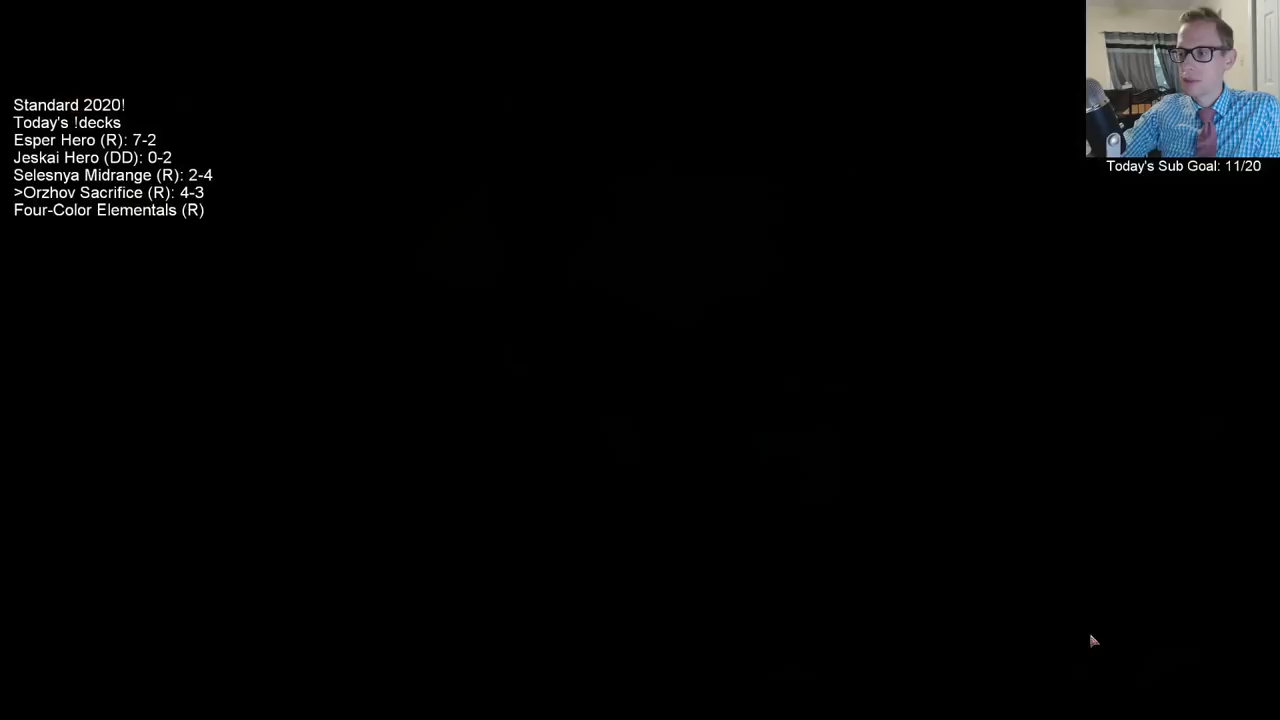 Standard 2020!
Today's !decks
Esper Hero (R): 7-2
Jeskai Hero (DD): 0-2
Selesnya Midrange (R): 2-4
>Orzhov Sacrifice (R): 4-3
Four-Color Elementals (R)
Today's Sub Goal: 11/20